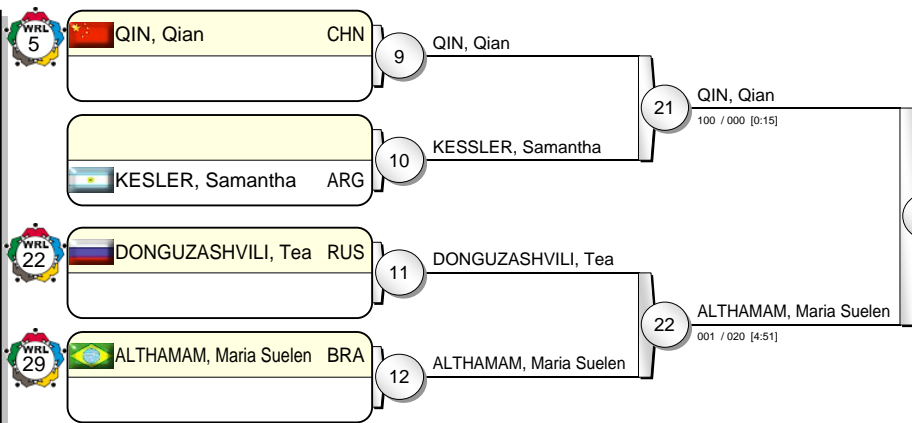 WRL
5
QIN, Qian CHN
9
QIN, Qian
21
QIN, Qian
100 / 000 [0:15]
KESLER, Samantha ARG
10
KESSLER, Samantha
WRL
22
DONGUZASHVILI, Tea RUS
11
DONGUZASHVILI, Tea
22
ALTHAMAM, Maria Suelen
001 / 020 [4:51]
WRL
29
ALTHAMAM, Maria Suelen BRA
12
ALTHAMAM, Maria Suelen